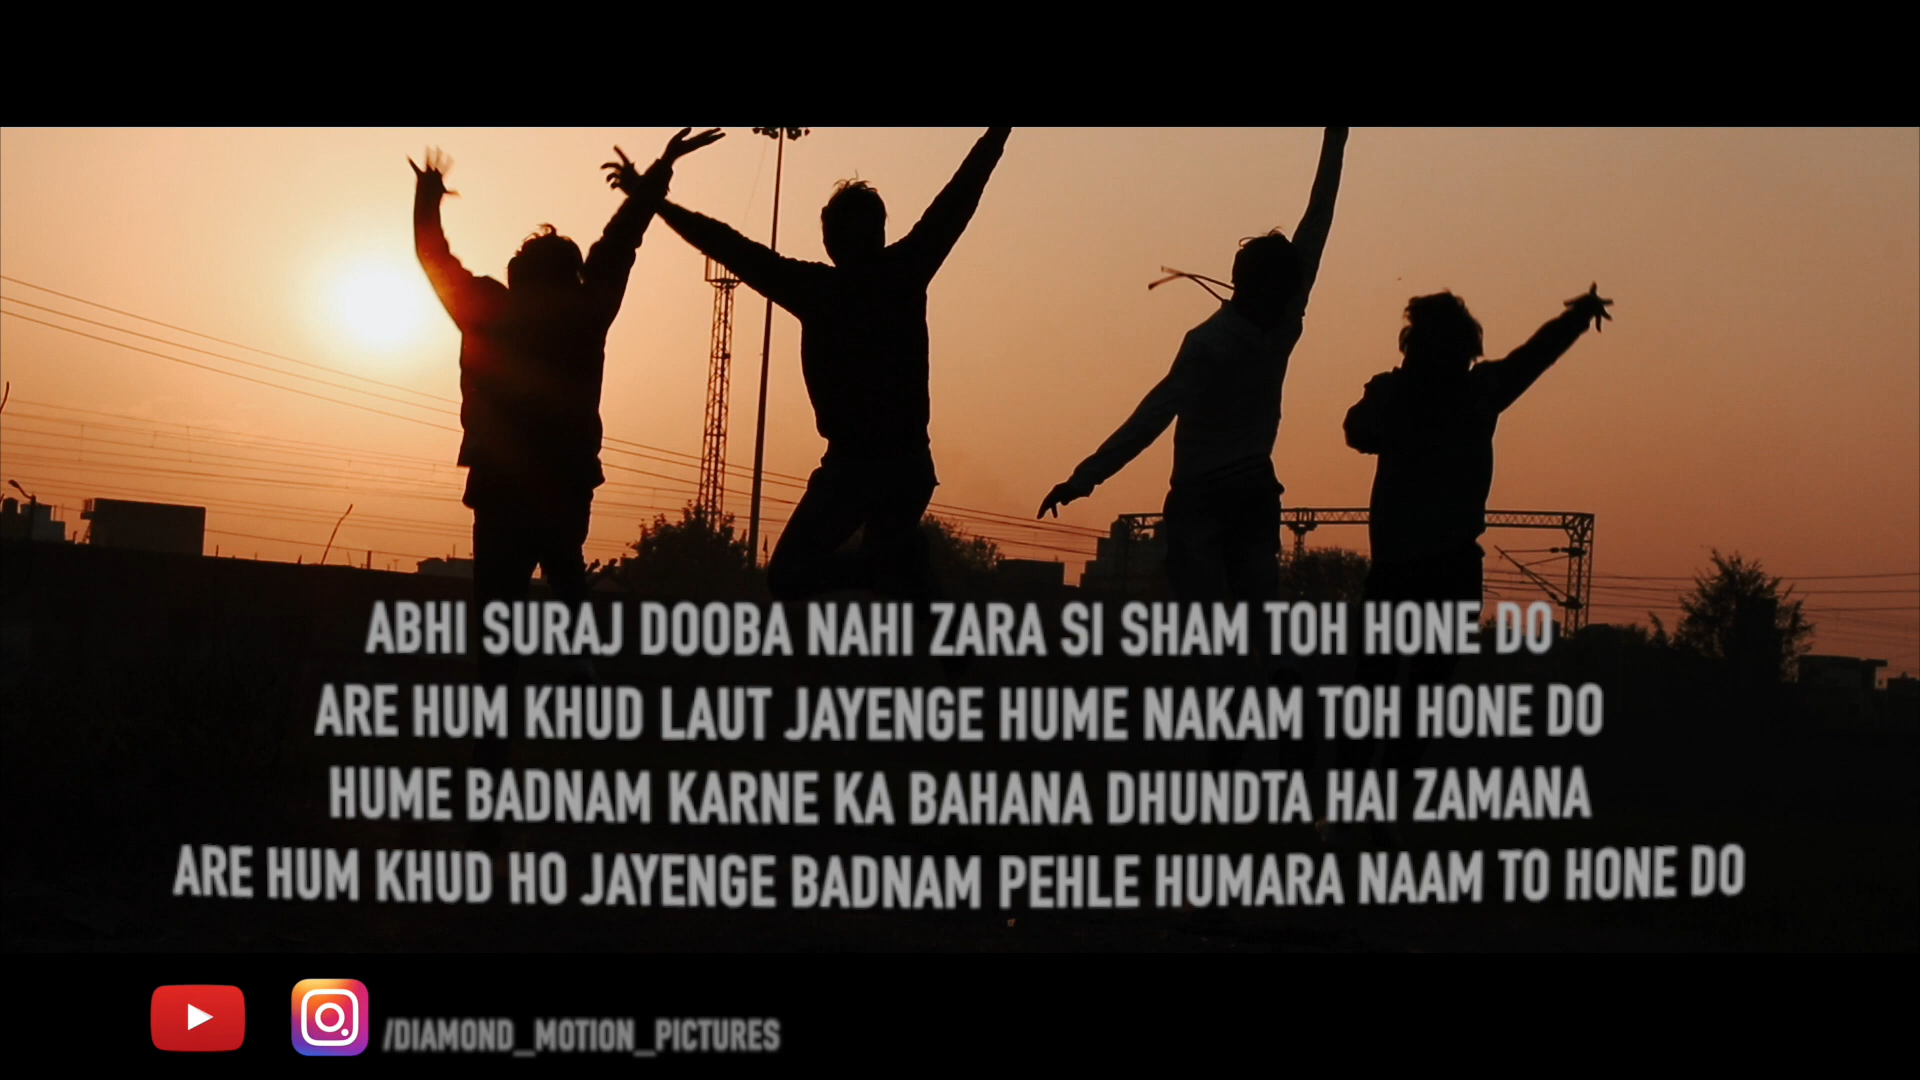 ABHI SURAJ DOOBA NAHI ZARA SI SHAM TOH HONE DO
ARE HUM KHUD LAUT JAYENGE HUME NAKAM TOH HONE DO
HUME BADNAM KARNE KA BAHANA DHUNDTA HAI ZAMANA
ARE HUM KHUD HO JAYENGE BADNAM PEHLE HUMARA NAAM TO HONE DO
/DIAMOND_MOTION_PICTURES